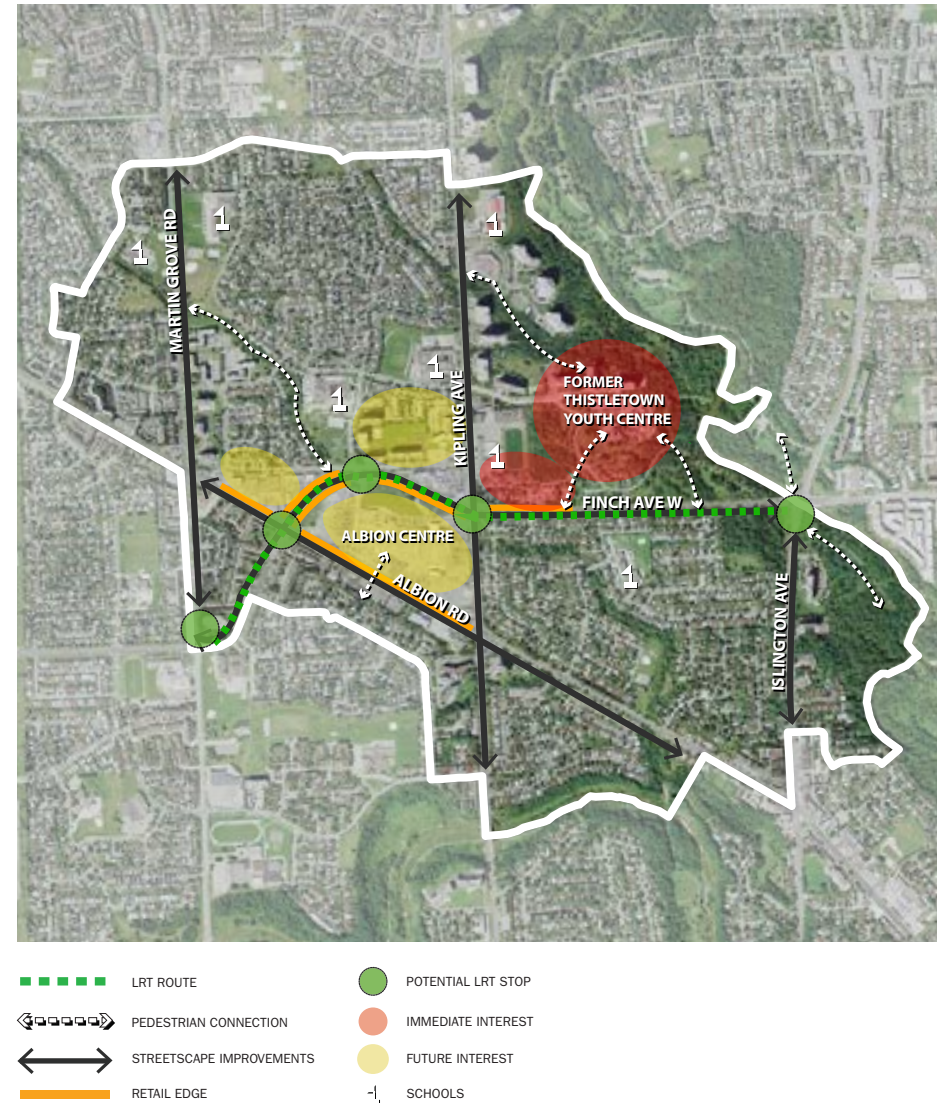 MARTIN GROVE RD
KIPLING AVE
FORMER
THISTLETOWN
YOUTH CENTRE
FINCH AVE W
ALBION CENTRE
ALBION RD
ISLINGTON AVE
LRT ROUTE
POTENTIAL LRT STOP
PEDESTRIAN CONNECTION
IMMEDIATE INTEREST
STREETSCAPE IMPROVEMENTS
FUTURE INTEREST
RETAIL EDGE
SCHOOLS